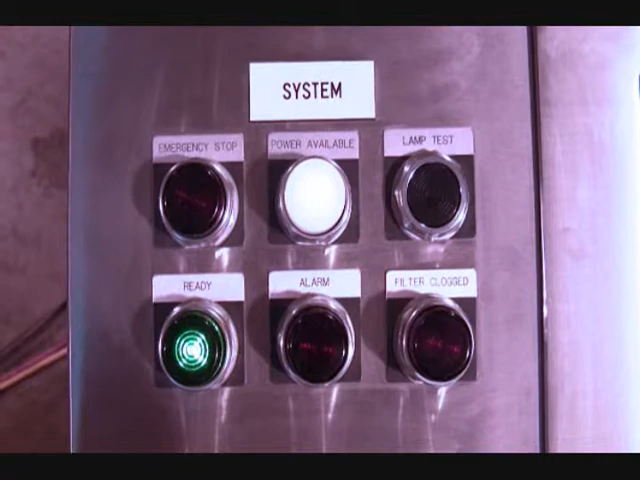 SYSTEM
EMERGENCY STOP
POWER AVAILABLE
LAMP TEST
READY
ALARM
FILTER CLOGGED